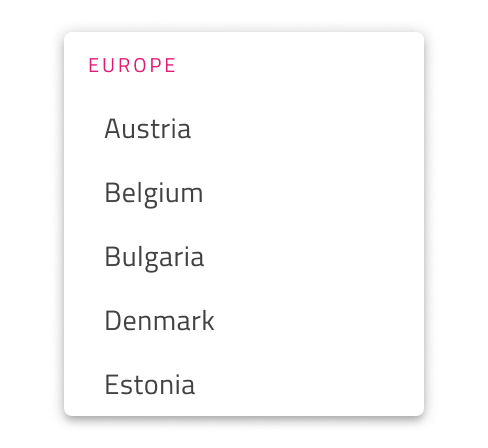 EUROPE
Austria
Belgium
Bulgaria
Denmark
Estonia